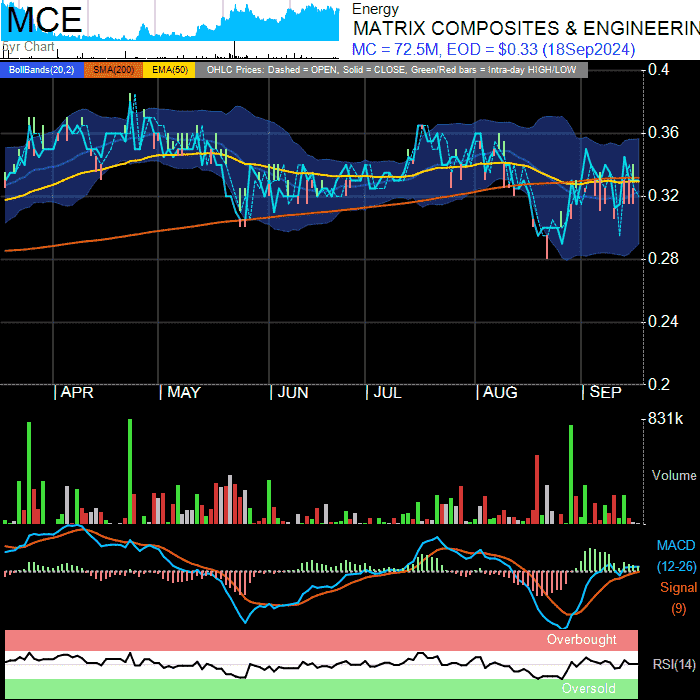 MCE
5yr Chart
Energy
MATRIX COMPOSITES & ENGINEERIN
MC = 72.5M, EOD = $0.33 (18Sep2024)
BollBands(20,2) SMA(200) EMA(50) OHLC Prices: Dashed = OPEN, Solid = CLOSE, Green/Red bars = Intra-day HIGH/LOW
0.4
0.36
0.32
0.28
0.24
0.2
APR MAY JUN JUL AUG SEP
831k
Volume
MACD
(12-26)
Signal
(9)
Overbought
RSI(14)
Oversold